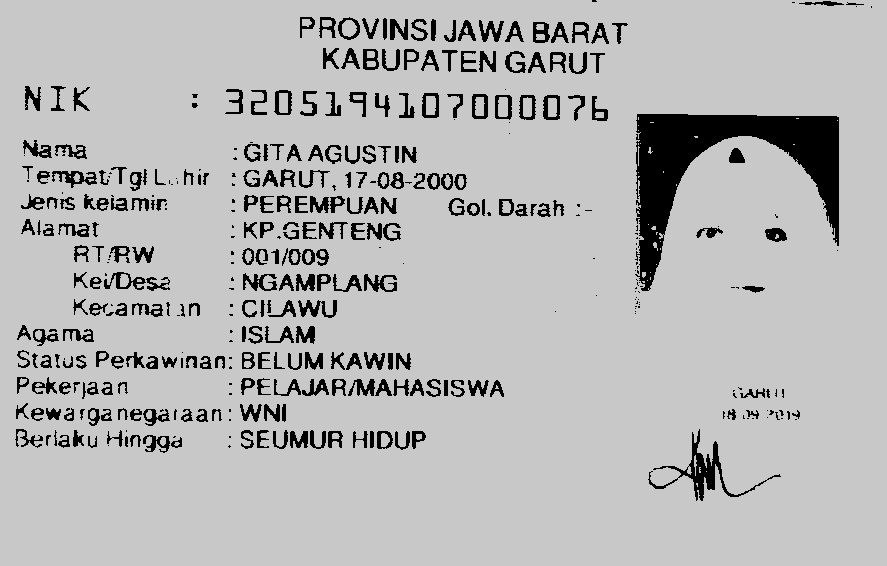 PROVINSI JAWA BARAT
KABUPATEN GARUT
NIK : 3205194107000076
Nama : GITA AGUSTIN
Tempat/Tgl Lahir : GARUT, 17-08-2000
Jenis kelamin : PEREMPUAN Gol. Darah :-
Alamat : KP.GENTENG
RT/RW : 001/009
Kel/Desa : NGAMPLANG
Kecamatan : CILAWU
Agama : ISLAM
Status Perkawinan: BELUM KAWIN
Pekerjaan : PELAJAR/MAHASISWA
Kewarganegaraan: WNI
Berlaku Hingga : SEUMUR HIDUP
GARUT
18-09-2019